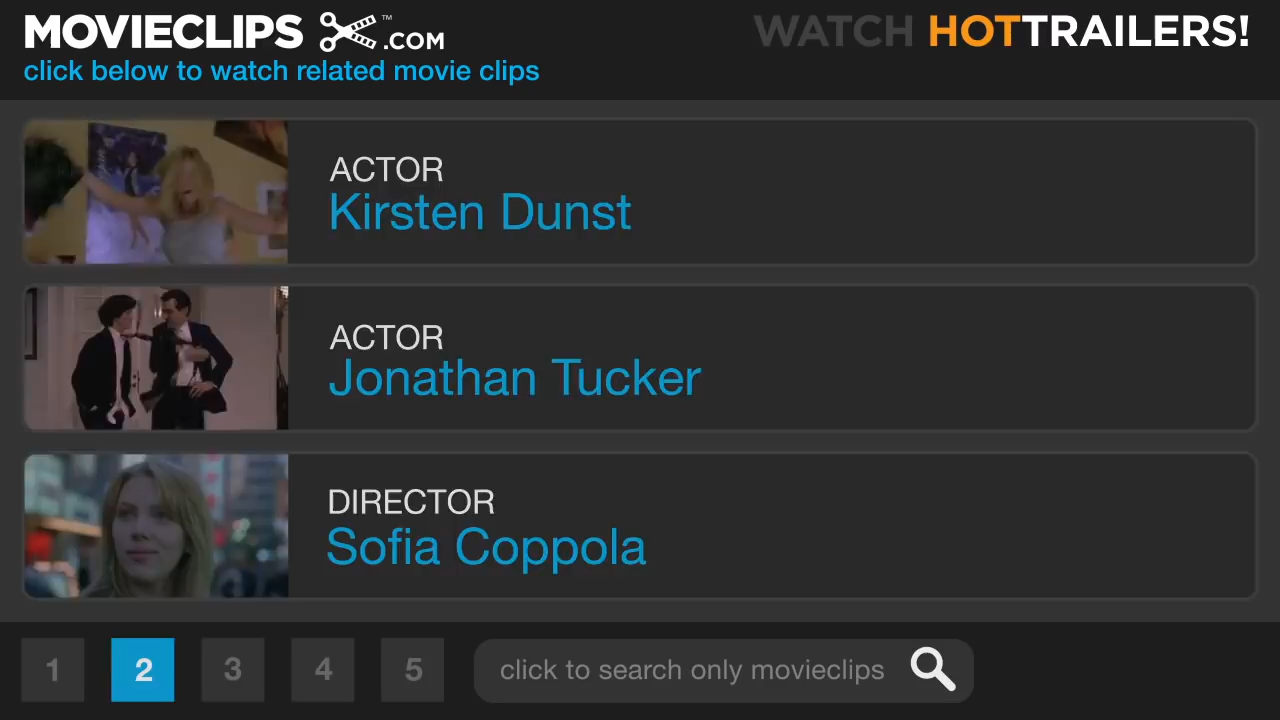 MOVIECLIPS ™ .COM
WATCH HOTTRAILERS!
click below to watch related movie clips
ACTOR
Kirsten Dunst
ACTOR
Jonathan Tucker
DIRECTOR
Sofia Coppola
1 2 3 4 5 click to search only movieclips